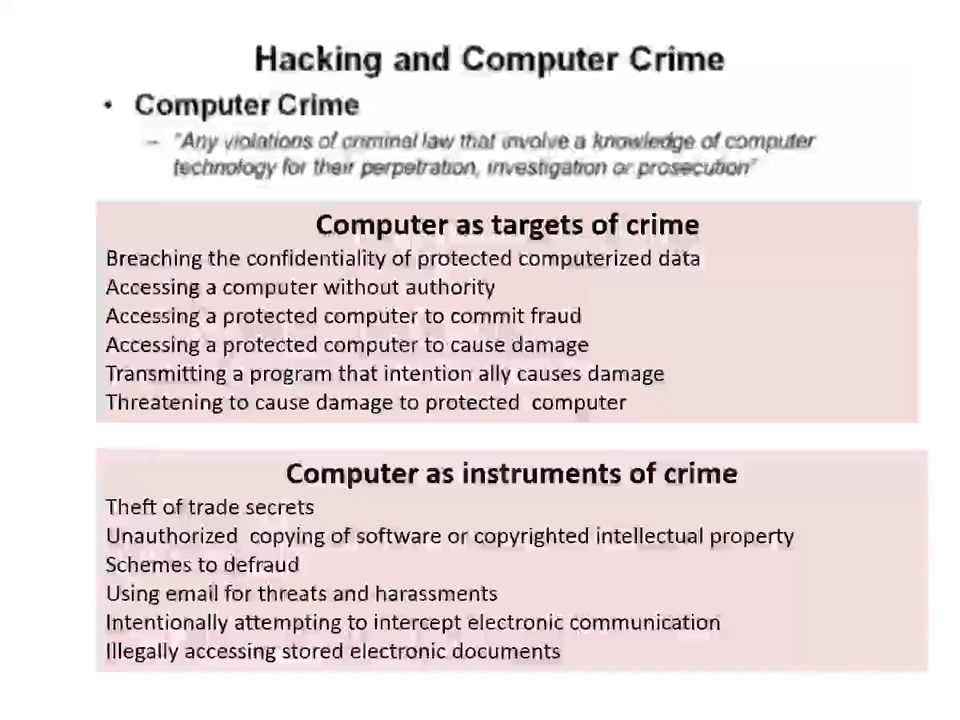 Hacking and Computer Crime
• Computer Crime
– "Any violations of criminal law that involve a knowledge of computer
technology for their perpetration, investigation or prosecution"
Computer as targets of crime
Breaching the confidentiality of protected computerized data
Accessing a computer without authority
Accessing a protected computer to commit fraud
Accessing a protected computer to cause damage
Transmitting a program that intention ally causes damage
Threatening to cause damage to protected  computer
Computer as instruments of crime
Theft of trade secrets
Unauthorized  copying of software or copyrighted intellectual property
Schemes to defraud
Using email for threats and harassments
Intentionally attempting to intercept electronic communication
Illegally accessing stored electronic documents